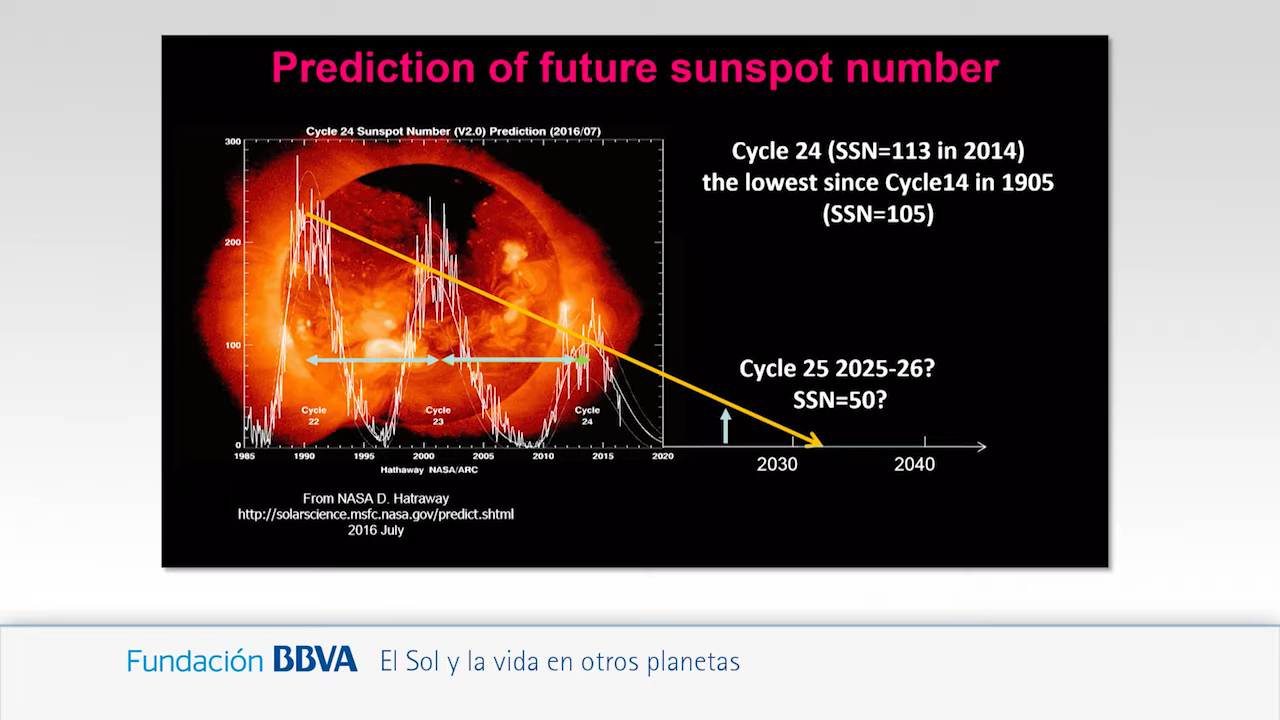 Prediction of future sunspot number
Cycle 24 Sunspot Number (V2.0) Prediction (2016/07)
300
200
100
0
Cycle
22
Cycle
23
Cycle
24
1985 1990 1995 2000 2005 2010 2015 2020
Hathaway NASA/ARC
From NASA D. Hatraway
http://solarscience.msfc.nasa.gov/predict.shtml
2016 July
Cycle 24 (SSN=113 in 2014)
the lowest since Cycle14 in 1905
(SSN=105)
Cycle 25 2025-26?
SSN=50?
2030 2040
Fundación BBVA El Sol y la vida en otros planetas